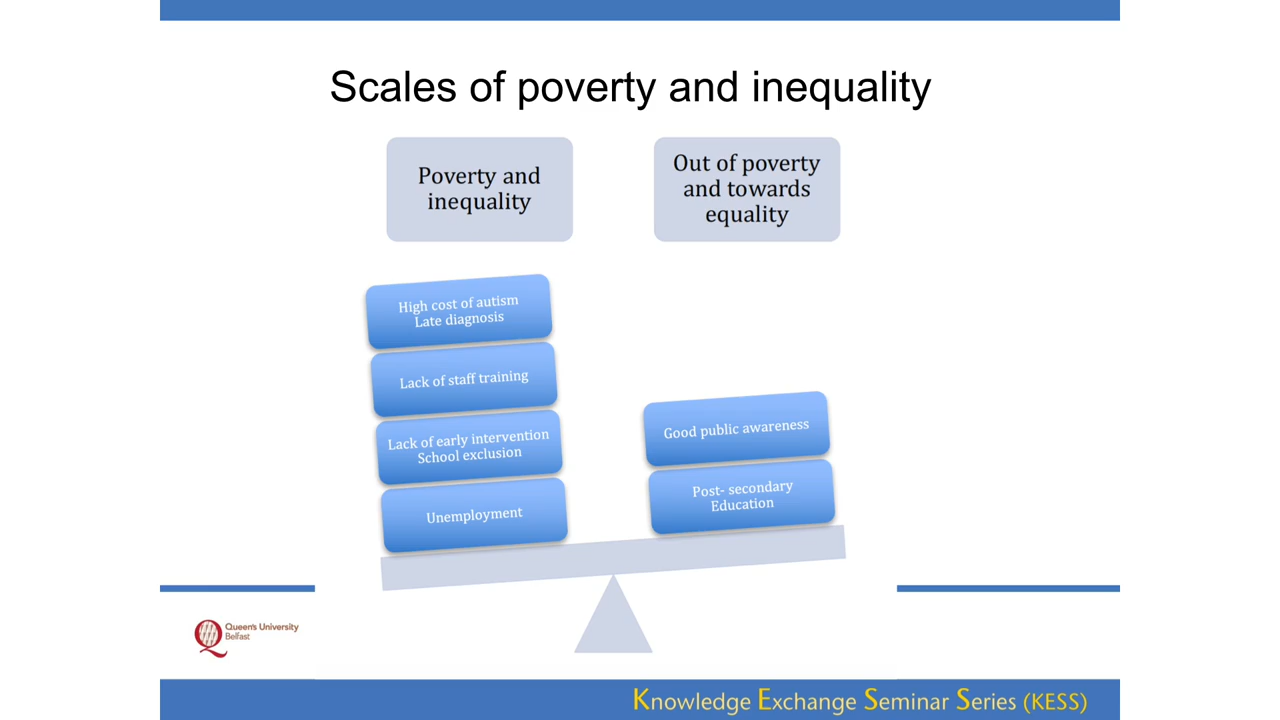 Scales of poverty and inequality
Poverty and
inequality
Out of poverty
and towards
equality
High cost of autism
Late diagnosis
Lack of staff training
Lack of early intervention
School exclusion
Unemployment
Good public awareness
Post- secondary
Education
Queen's University
Belfast
Knowledge Exchange Seminar Series (KESS)